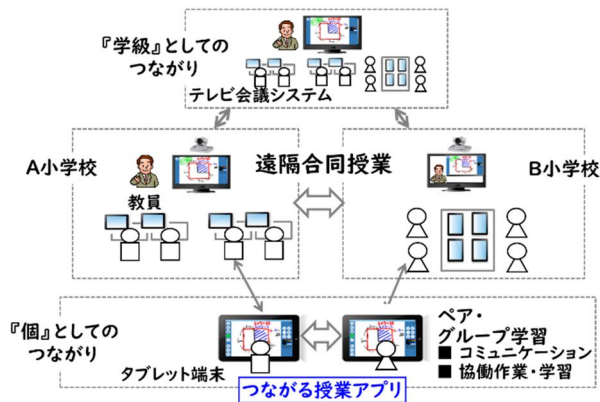 『学級』としての
つながり
テレビ会議システム
A小学校
遠隔合同授業
B小学校
教員
『個』としての
つながり
ペア・
グループ学習
■ コミュニケーション
■ 協働作業・学習
タブレット端末
つながる授業アプリ